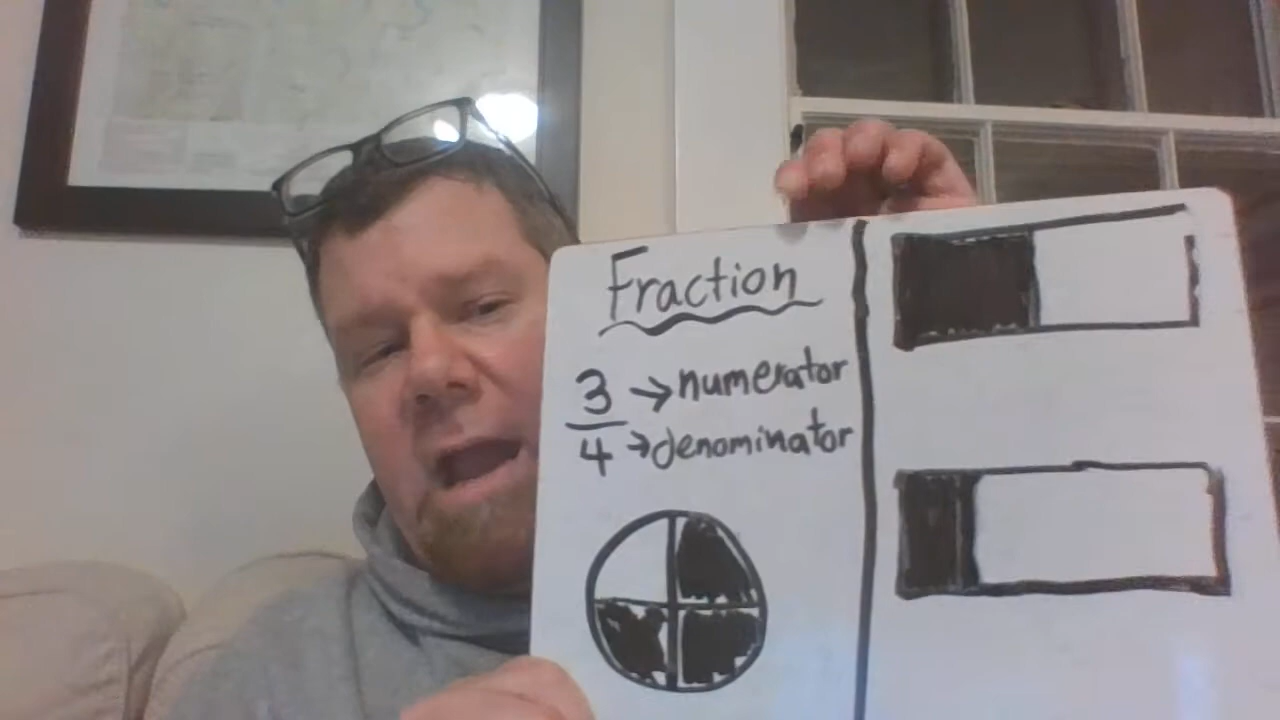 Fraction
3 → numerator
4 → denominator